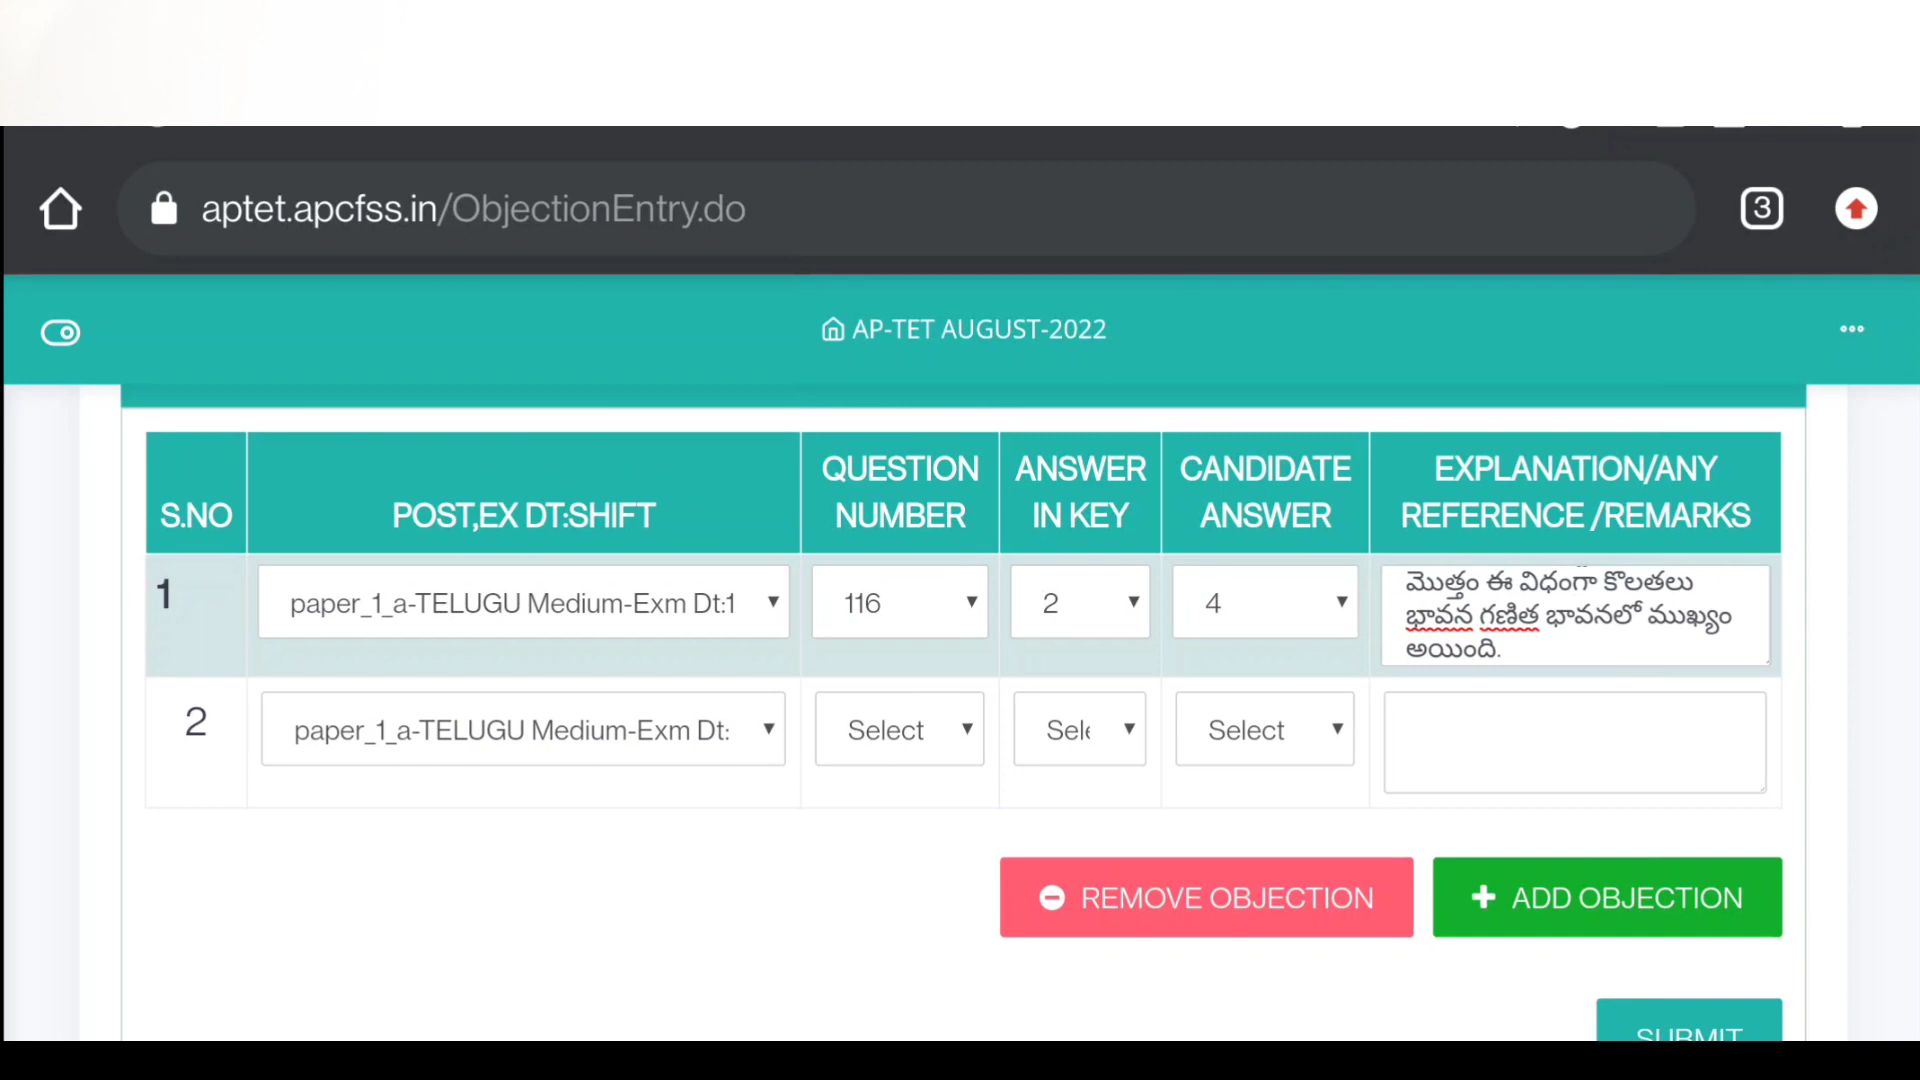 aptet.apcfss.in/ObjectionEntry.do
3
AP-TET AUGUST-2022
S.NO
POST,EX DT:SHIFT
QUESTION
NUMBER
ANSWER
IN KEY
CANDIDATE
ANSWER
EXPLANATION/ANY
REFERENCE /REMARKS
1
paper_1_a-TELUGU Medium-Exm Dt:1
116
2
4
మొత్తం ఈ విధంగా కొలతలు
భావన గణిత భావనలో ముఖ్యం
అయింది.
2
paper_1_a-TELUGU Medium-Exm Dt:
Select
Sele
Select
REMOVE OBJECTION
ADD OBJECTION
SUBMIT